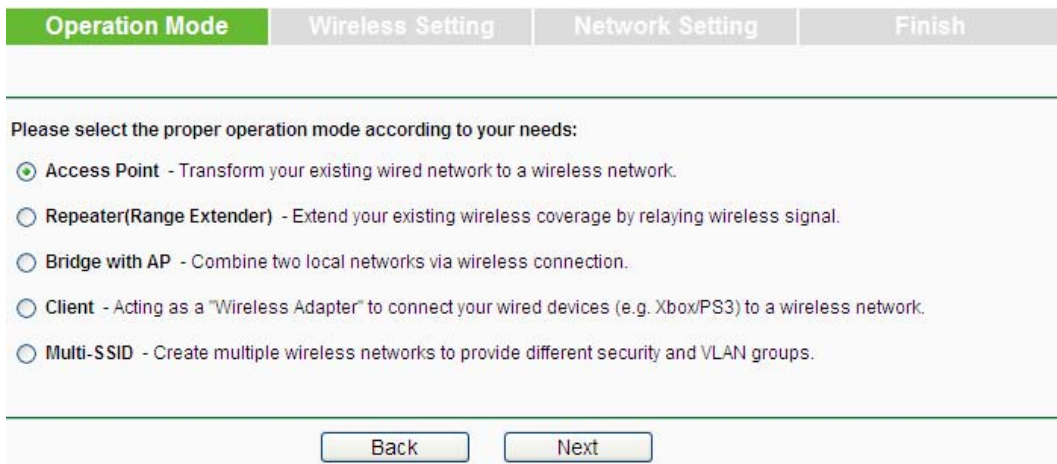 Operation Mode Wireless Setting Network Setting Finish
Please select the proper operation mode according to your needs:
Access Point - Transform your existing wired network to a wireless network.
Repeater(Range Extender) - Extend your existing wireless coverage by relaying wireless signal.
Bridge with AP - Combine two local networks via wireless connection.
Client - Acting as a "Wireless Adapter" to connect your wired devices (e.g. Xbox/PS3) to a wireless network.
Multi-SSID - Create multiple wireless networks to provide different security and VLAN groups.
Back Next